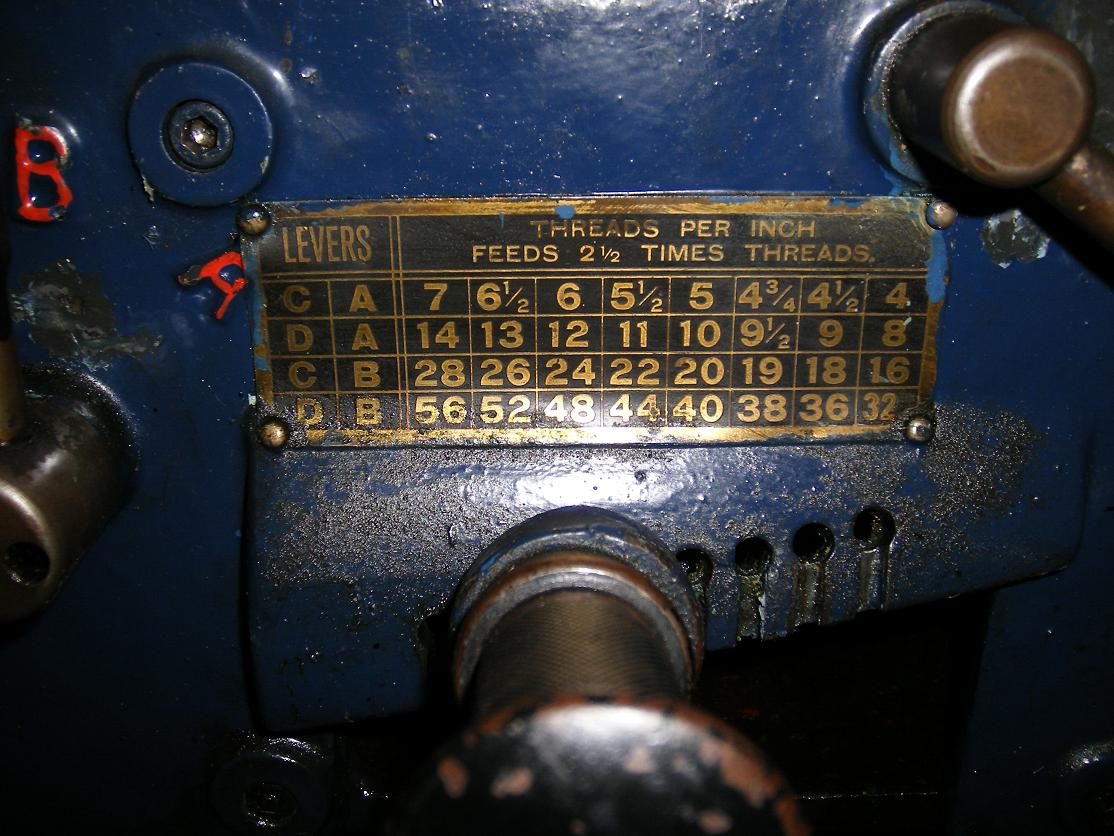 B
A
LEVERS THREADS PER INCH
FEEDS 2½ TIMES THREADS.
C A 7 6½ 6 5½ 5 4¾ 4½ 4
D A 14 13 12 11 10 9½ 9 8
C B 28 26 24 22 20 19 18 16
D B 56 52 48 44 40 38 36 32